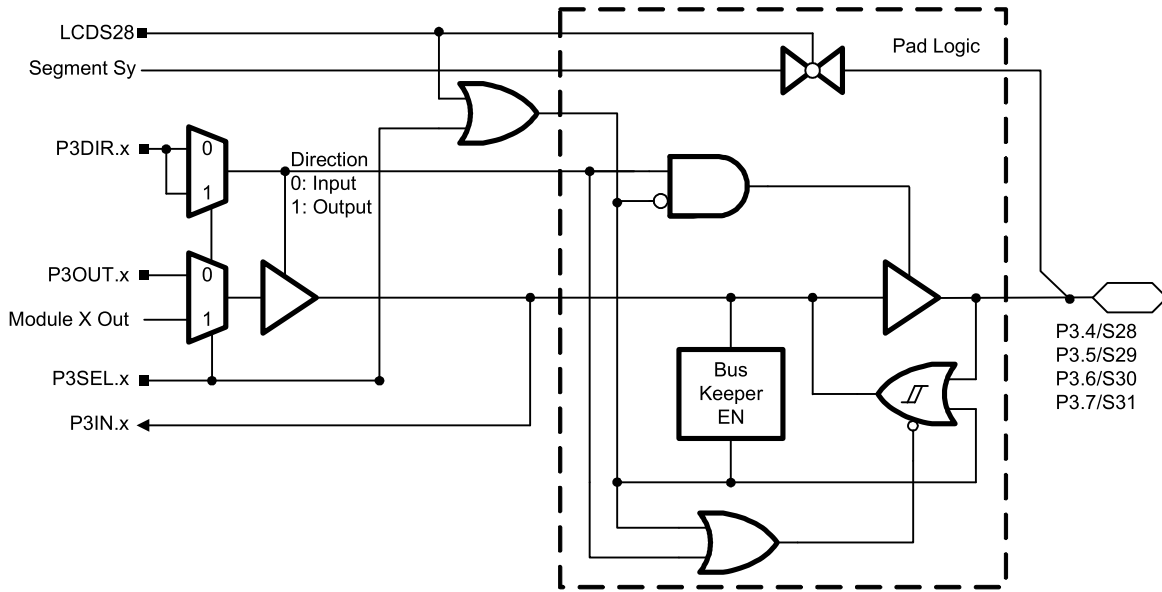 LCDS28
Pad Logic
Segment Sy
P3DIR.x
0
1
Direction
0: Input
1: Output
P3OUT.x
0
Module X Out
1
P3SEL.x
P3IN.x
Bus
Keeper
EN
P3.4/S28
P3.5/S29
P3.6/S30
P3.7/S31